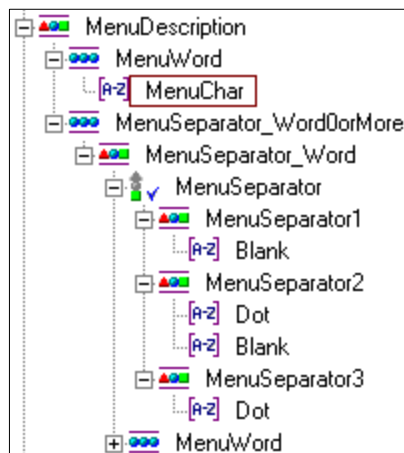 MenuDescription
MenuWord
[A-Z] MenuChar
MenuSeparator_Word0orMore
MenuSeparator_Word
MenuSeparator
MenuSeparator1
[A-Z] Blank
MenuSeparator2
[A-Z] Dot
[A-Z] Blank
MenuSeparator3
[A-Z] Dot
MenuWord